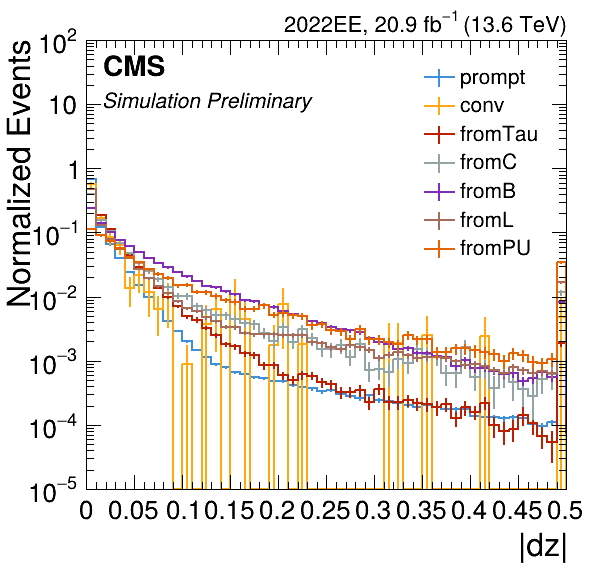 2022EE, 20.9 fb⁻¹ (13.6 TeV)
CMS
Simulation Preliminary
prompt
conv
fromTau
fromC
fromB
fromL
fromPU
Normalized Events
10²
10
1
10⁻¹
10⁻²
10⁻³
10⁻⁴
10⁻⁵
0 0.05 0.1 0.15 0.2 0.25 0.3 0.35 0.4 0.45 0.5
|dz|